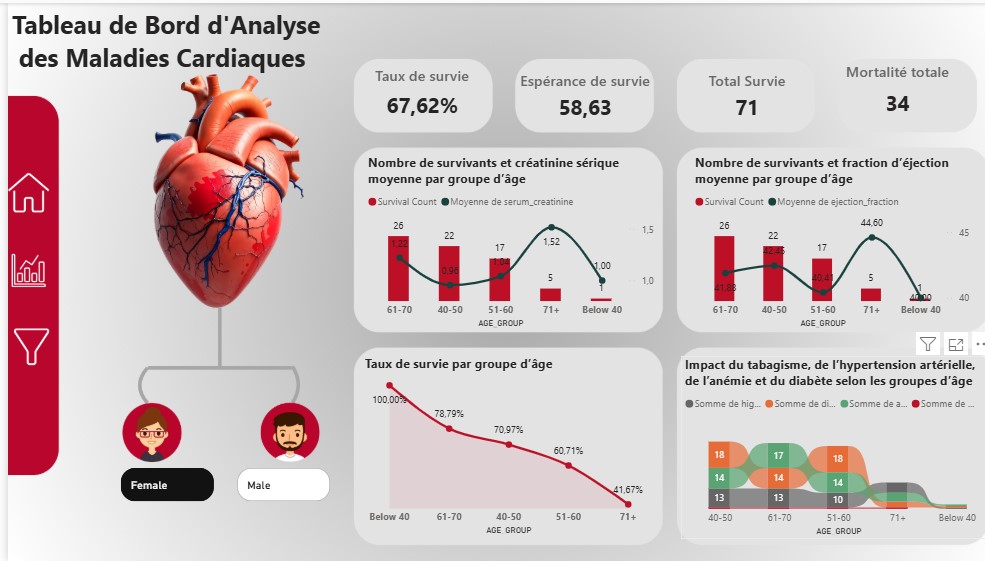 Tableau de Bord d'Analyse
des Maladies Cardiaques
Taux de survie
67,62%
Espérance de survie
58,63
Total Survie
71
Mortalité totale
34
Nombre de survivants et créatinine sérique
moyenne par groupe d’âge
Survival Count Moyenne de serum_creatinine
26
22
17
5
1
1,22
0,96
1,04
1,52
1,00
1,5
1,0
61-70 40-50 51-60 71+ Below 40
AGE_GROUP
Nombre de survivants et fraction d’éjection
moyenne par groupe d’âge
Survival Count Moyenne de ejection_fraction
26
22
17
5
1
41,88
42,45
40,41
44,60
40,00
45
40
61-70 40-50 51-60 71+ Below 40
AGE_GROUP
Female
Male
Taux de survie par groupe d’âge
100,00%
78,79%
70,97%
60,71%
41,67%
Below 40 61-70 40-50 51-60 71+
AGE_GROUP
Impact du tabagisme, de l’hypertension artérielle,
de l’anémie et du diabète selon les groupes d’âge
Somme de hig... Somme de di... Somme de a... Somme de ...
18 17 18
14 14 14
13 13 10
40-50 61-70 51-60 71+ Below 40
AGE_GROUP